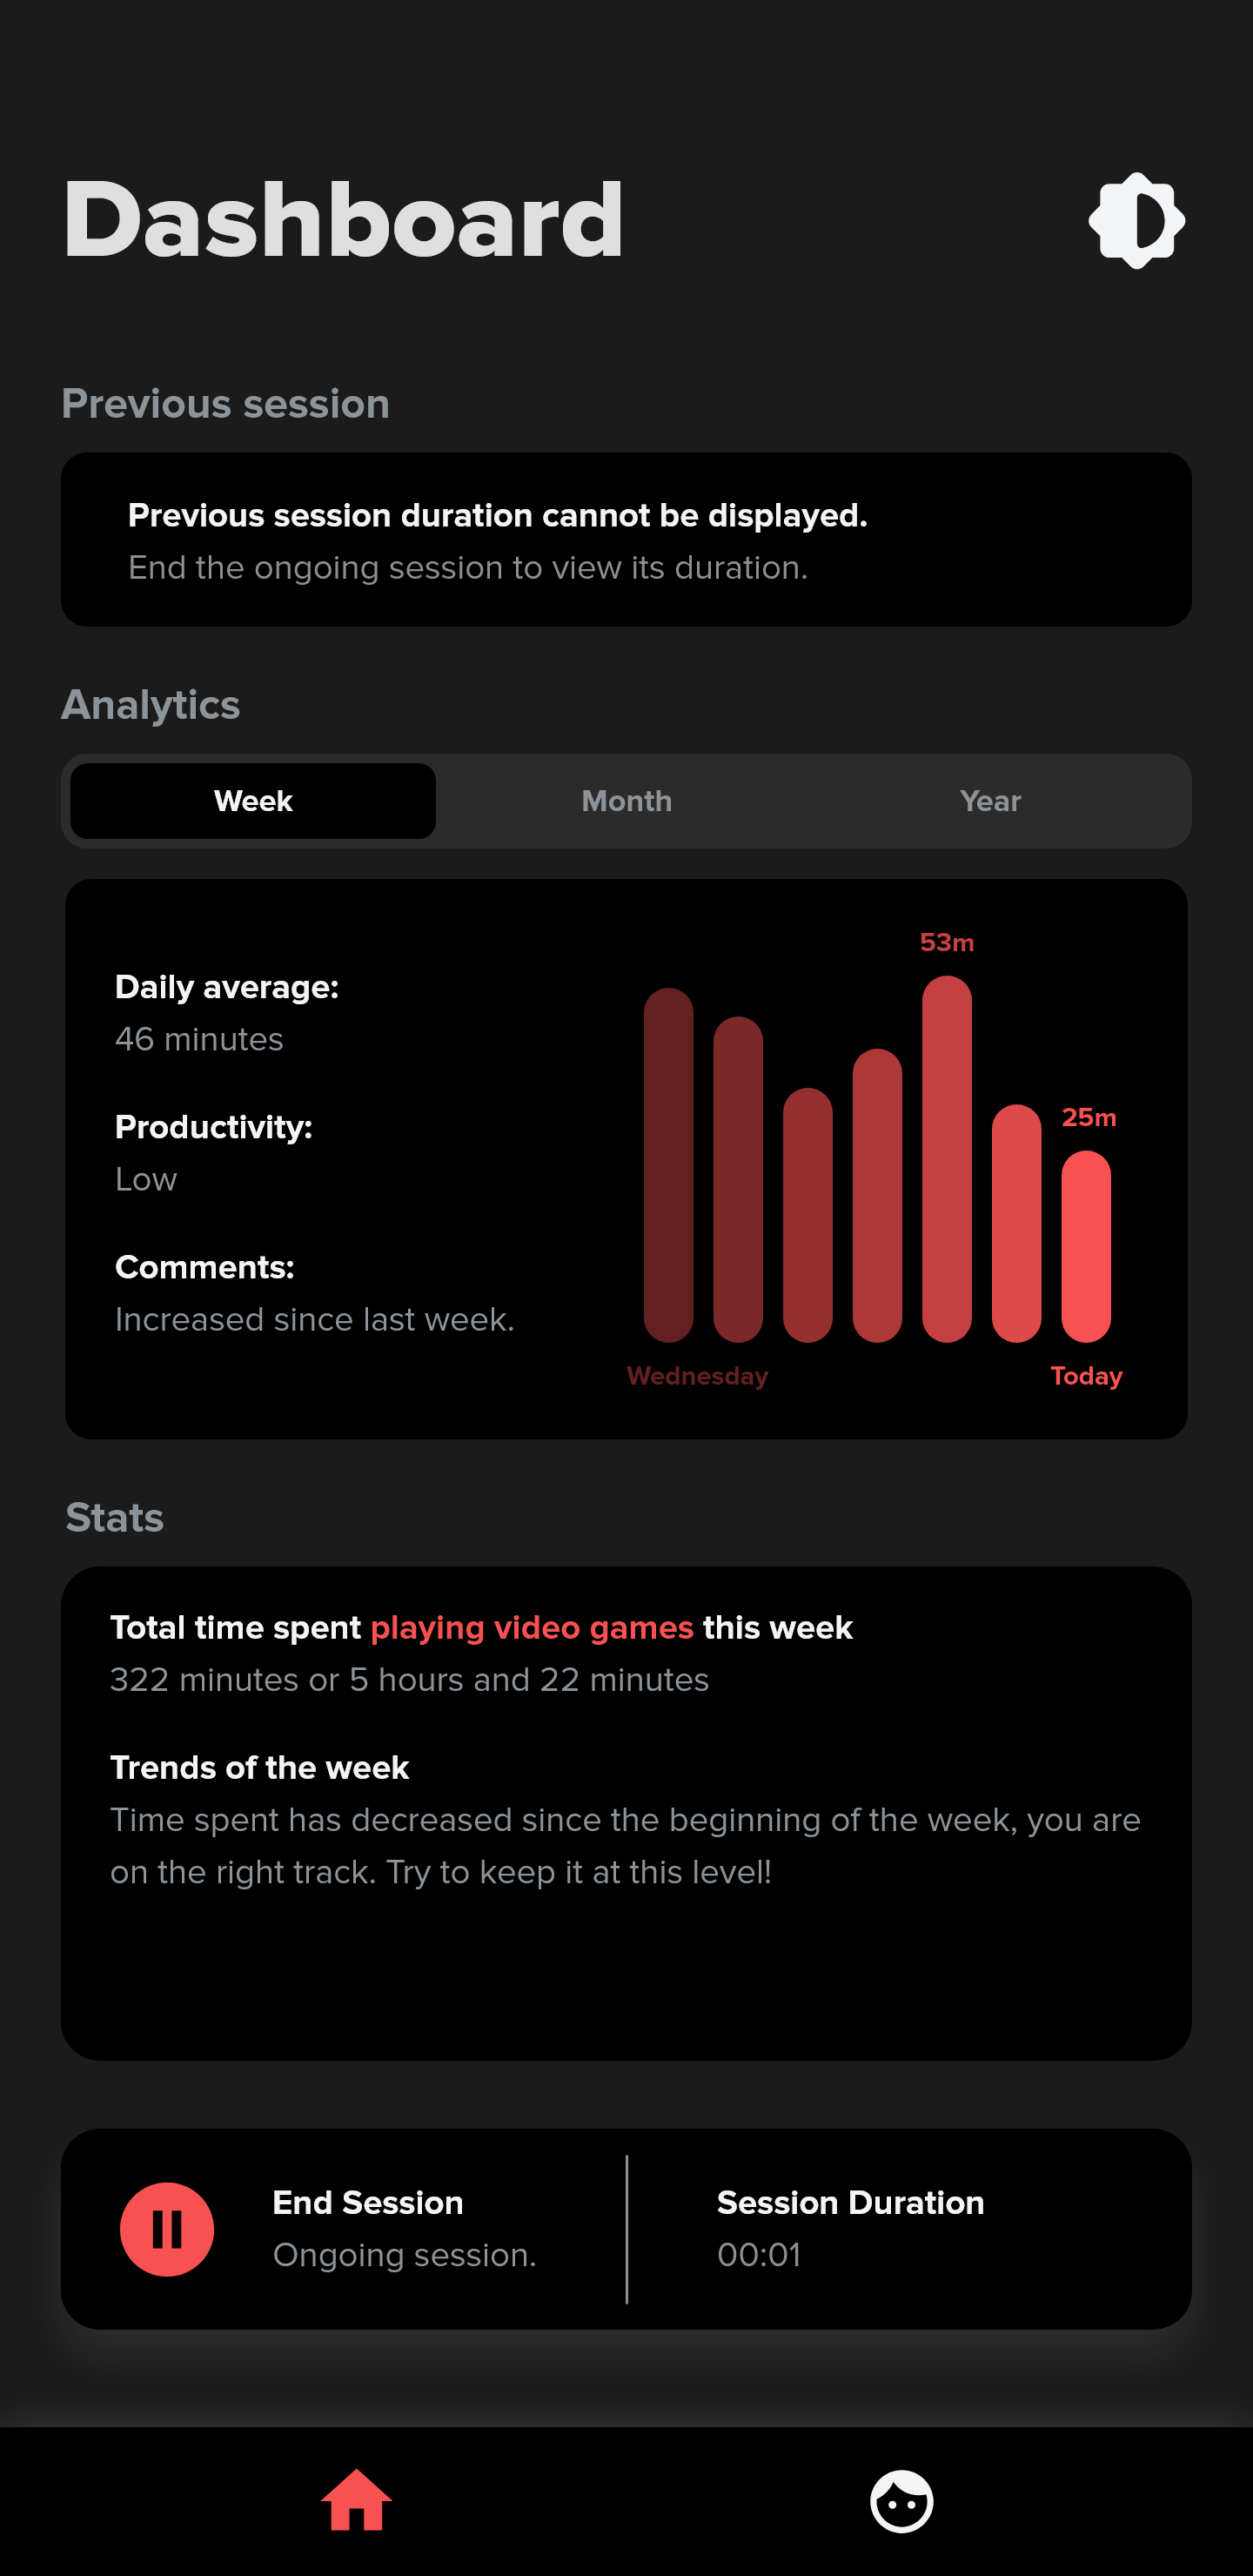 Dashboard
Previous session
Previous session duration cannot be displayed.
End the ongoing session to view its duration.
Analytics
Week Month Year
Daily average:
46 minutes
Productivity:
Low
Comments:
Increased since last week.
53m
25m
Wednesday Today
Stats
Total time spent playing video games this week
322 minutes or 5 hours and 22 minutes
Trends of the week
Time spent has decreased since the beginning of the week, you are
on the right track. Try to keep it at this level!
End Session
Ongoing session.
Session Duration
00:01